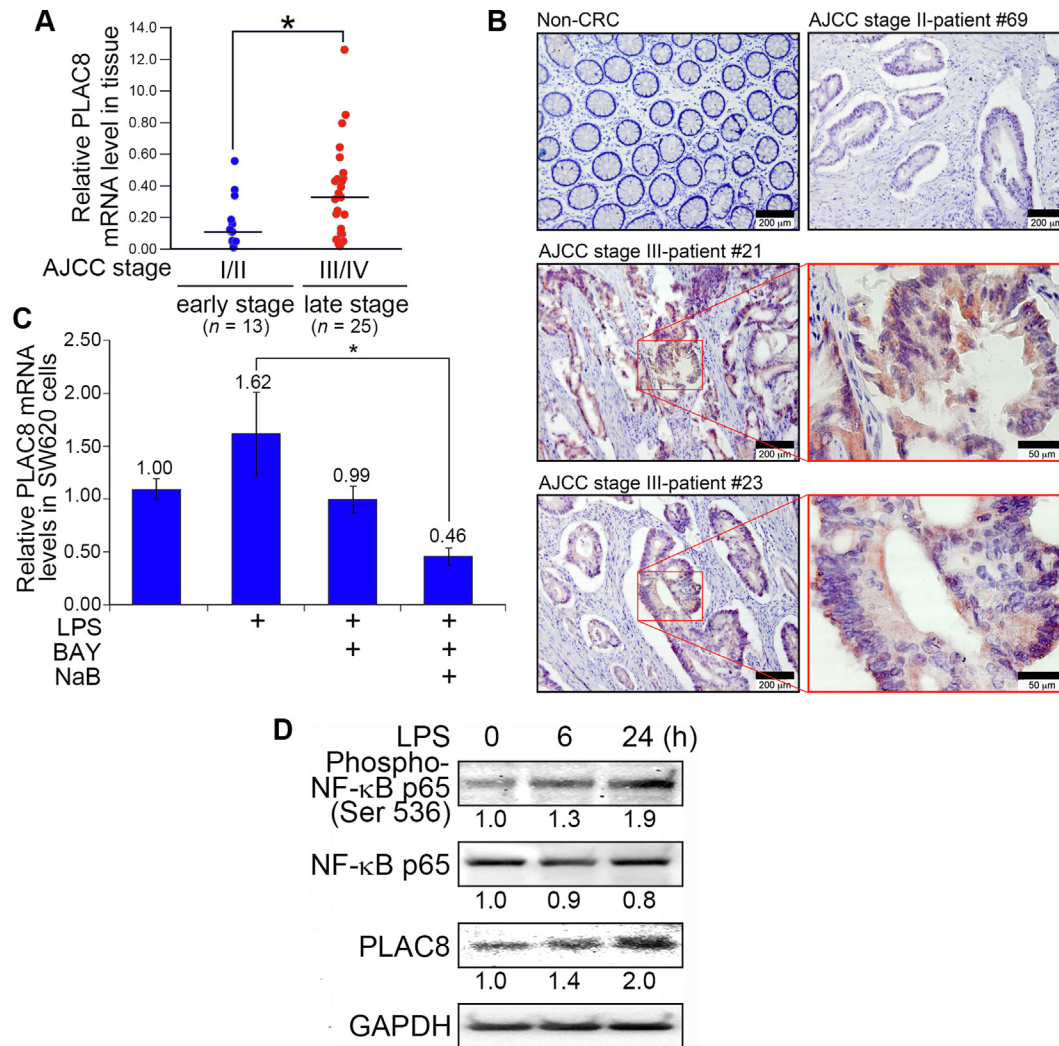 A
Relative PLAC8
mRNA level in tissue
14.0
12.0
1.0
0.80
0.60
0.40
0.20
0.00
*
AJCC stage
I/II
III/IV
early stage
late stage
(n = 13)
(n = 25)
B
Non-CRC
AJCC stage II-patient #69
200 μm
200 μm
AJCC stage III-patient #21
200 μm
50 μm
AJCC stage III-patient #23
200 μm
50 μm
C
Relative PLAC8 mRNA
levels in SW620 cells
2.50
2.00
1.50
1.00
0.50
0.00
1.00
1.62
0.99
0.46
*
LPS + + +
BAY + +
NaB +
D
LPS 0 6 24 (h)
Phospho-
NF-κB p65
(Ser 536)
1.0 1.3 1.9
NF-κB p65
1.0 0.9 0.8
PLAC8
1.0 1.4 2.0
GAPDH